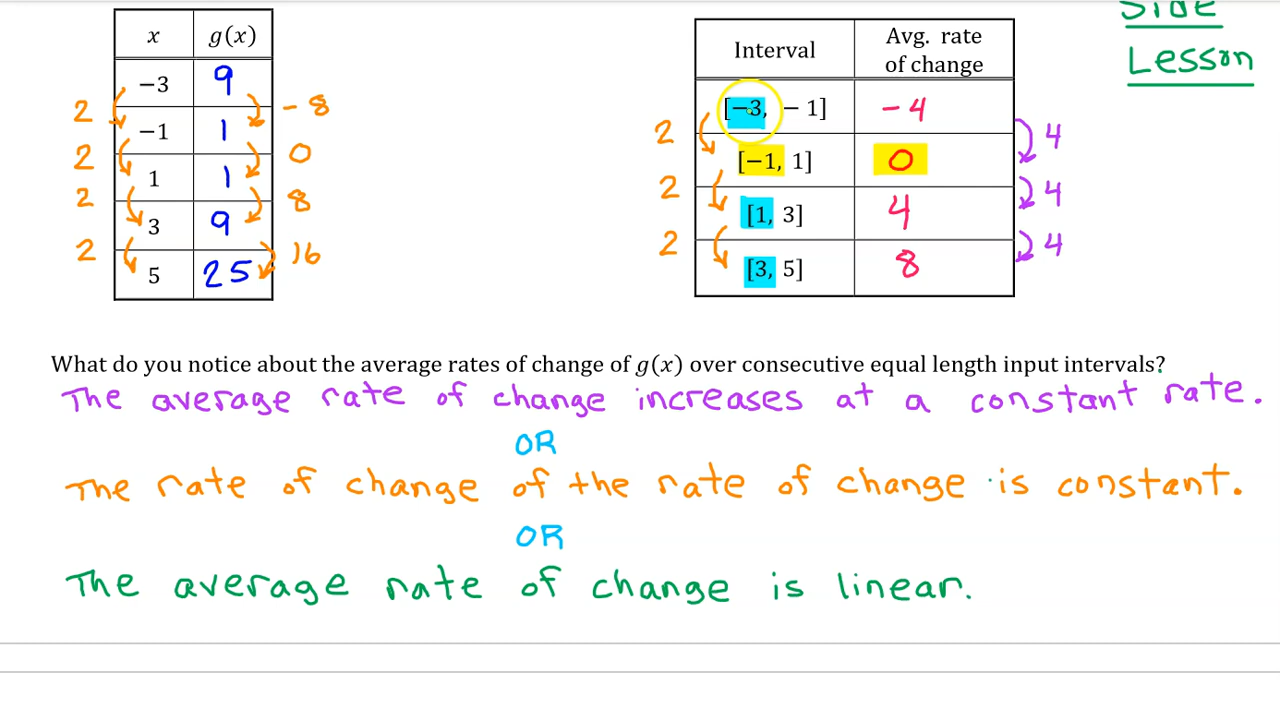 Side
Lesson
x g(x)
−3 9
−1 1
1 1
3 9
5 25
2 2 2 2
−8 0 8 16
Interval Avg. rate of change
[−3, −1] −4
[−1, 1] 0
[1, 3] 4
[3, 5] 8
2 2 2
4 4 4
What do you notice about the average rates of change of g(x) over consecutive equal length input intervals?
The average rate of change increases at a constant rate.
OR
The rate of change of the rate of change is constant.
OR
The average rate of change is linear.